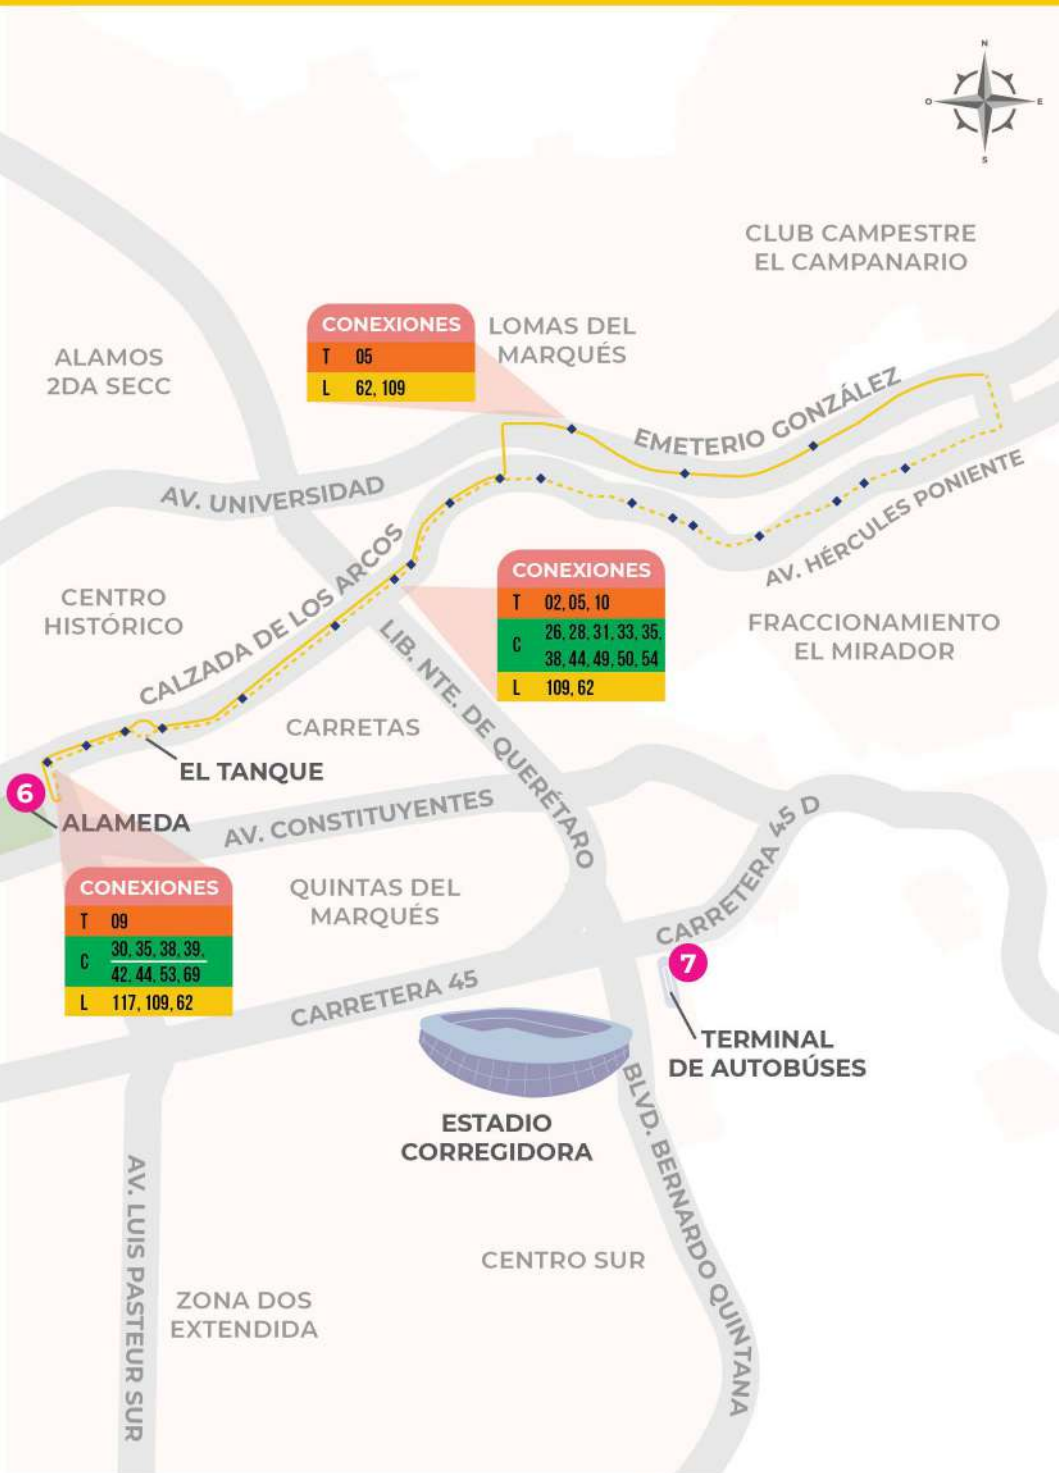 N
O
E
S
CLUB CAMPESTRE
EL CAMPANARIO
CONEXIONES
T 05
L 62, 109
LOMAS DEL
MARQUÉS
ALAMOS
2DA SECC
EMETERIO GONZÁLEZ
AV. UNIVERSIDAD
AV. HÉRCULES PONIENTE
CALZADA DE LOS ARCOS
CONEXIONES
T 02, 05, 10
C 26, 28, 31, 33, 35,
38, 44, 49, 50, 54
L 109, 62
CENTRO
HISTÓRICO
FRACCIONAMIENTO
EL MIRADOR
LIB. NTE. DE QUERÉTARO
CARRETAS
EL TANQUE
6
ALAMEDA
AV. CONSTITUYENTES
CARRETERA 45 D
CONEXIONES
T 09
C 30, 35, 38, 39,
42, 44, 53, 69
L 117, 109, 62
QUINTAS DEL
MARQUÉS
7
CARRETERA 45
TERMINAL
DE AUTOBÚSES
ESTADIO
CORREGIDORA
BLVD. BERNARDO QUINTANA
AV. LUIS PASTEUR SUR
CENTRO SUR
ZONA DOS
EXTENDIDA